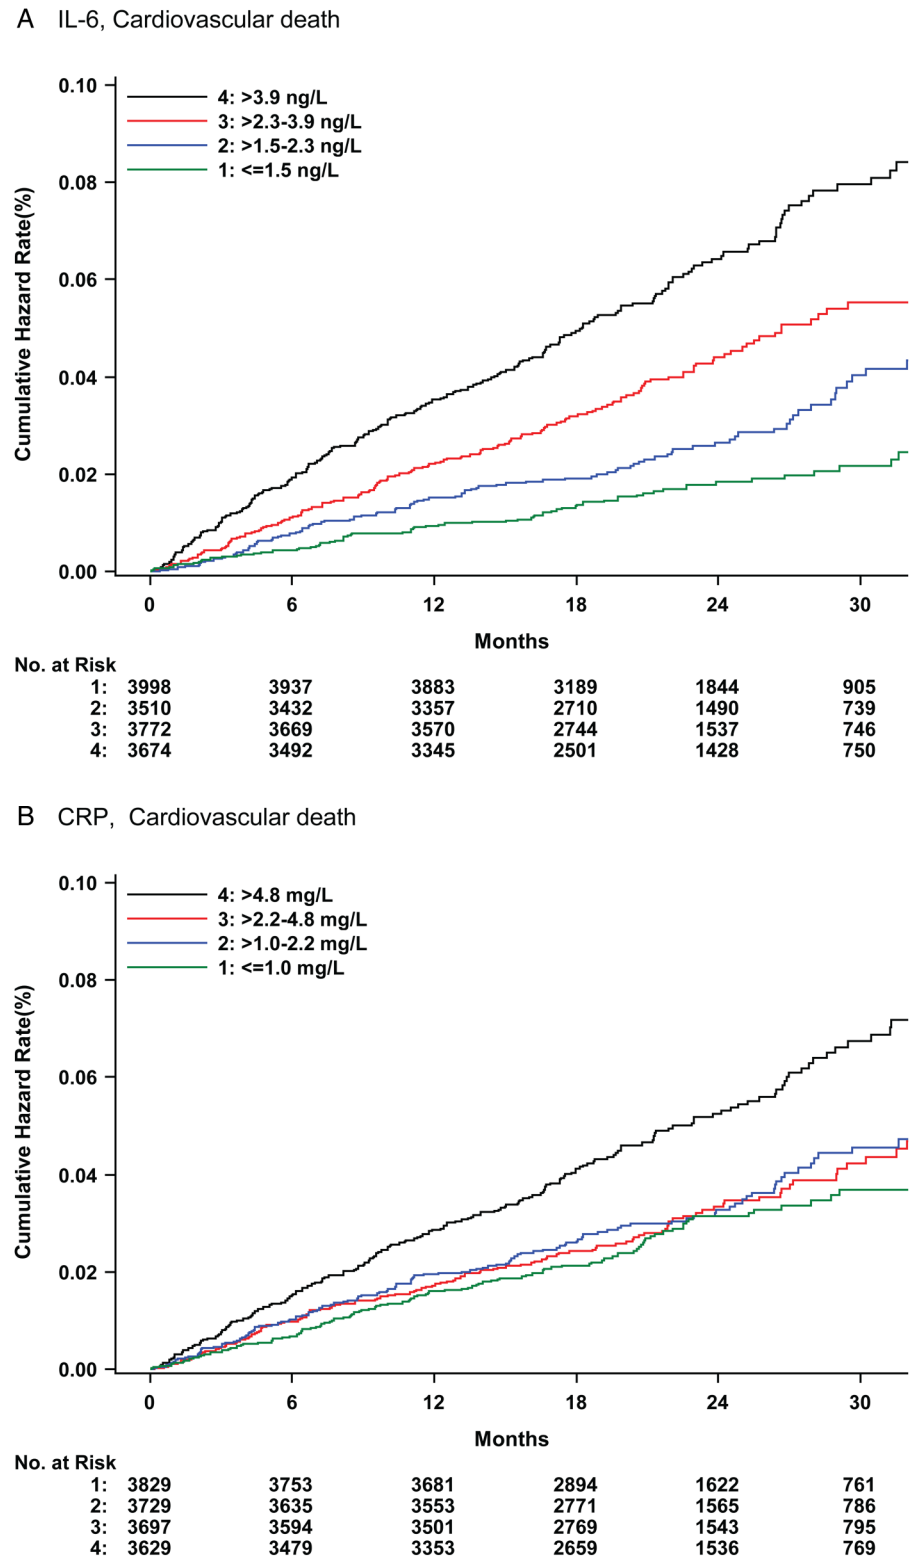 A IL-6, Cardiovascular death
0.10
4: >3.9 ng/L
3: >2.3-3.9 ng/L
2: >1.5-2.3 ng/L
1: <=1.5 ng/L
0.08
0.06
0.04
0.02
0.00
Cumulative Hazard Rate(%)
0 6 12 18 24 30
Months
No. at Risk
1: 3998 3937 3883 3189 1844 905
2: 3510 3432 3357 2710 1490 739
3: 3772 3669 3570 2744 1537 746
4: 3674 3492 3345 2501 1428 750
B CRP, Cardiovascular death
0.10
4: >4.8 mg/L
3: >2.2-4.8 mg/L
2: >1.0-2.2 mg/L
1: <=1.0 mg/L
0.08
0.06
0.04
0.02
0.00
Cumulative Hazard Rate(%)
0 6 12 18 24 30
Months
No. at Risk
1: 3829 3753 3681 2894 1622 761
2: 3729 3635 3553 2771 1565 786
3: 3697 3594 3501 2769 1543 795
4: 3629 3479 3353 2659 1536 769